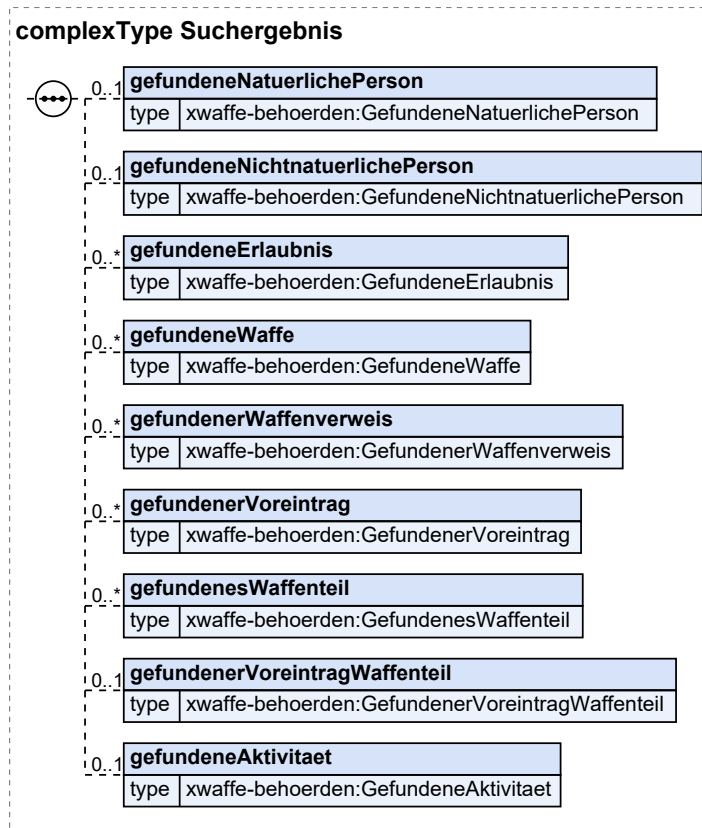 complexType Suchergebnis
0..1 gefundeneNatuerlichePerson
type xwaffe-behoerden:GefundeneNatuerlichePerson
0..1 gefundeneNichtnatuerlichePerson
type xwaffe-behoerden:GefundeneNichtnatuerlichePerson
0..* gefundeneErlaubnis
type xwaffe-behoerden:GefundeneErlaubnis
0..* gefundeneWaffe
type xwaffe-behoerden:GefundeneWaffe
0..* gefundenerWaffenverweis
type xwaffe-behoerden:GefundenerWaffenverweis
0..* gefundenerVoreintrag
type xwaffe-behoerden:GefundenerVoreintrag
0..* gefundenesWaffenteil
type xwaffe-behoerden:GefundenesWaffenteil
0..1 gefundenerVoreintragWaffenteil
type xwaffe-behoerden:GefundenerVoreintragWaffenteil
0..1 gefundeneAktivitaet
type xwaffe-behoerden:GefundeneAktivitaet